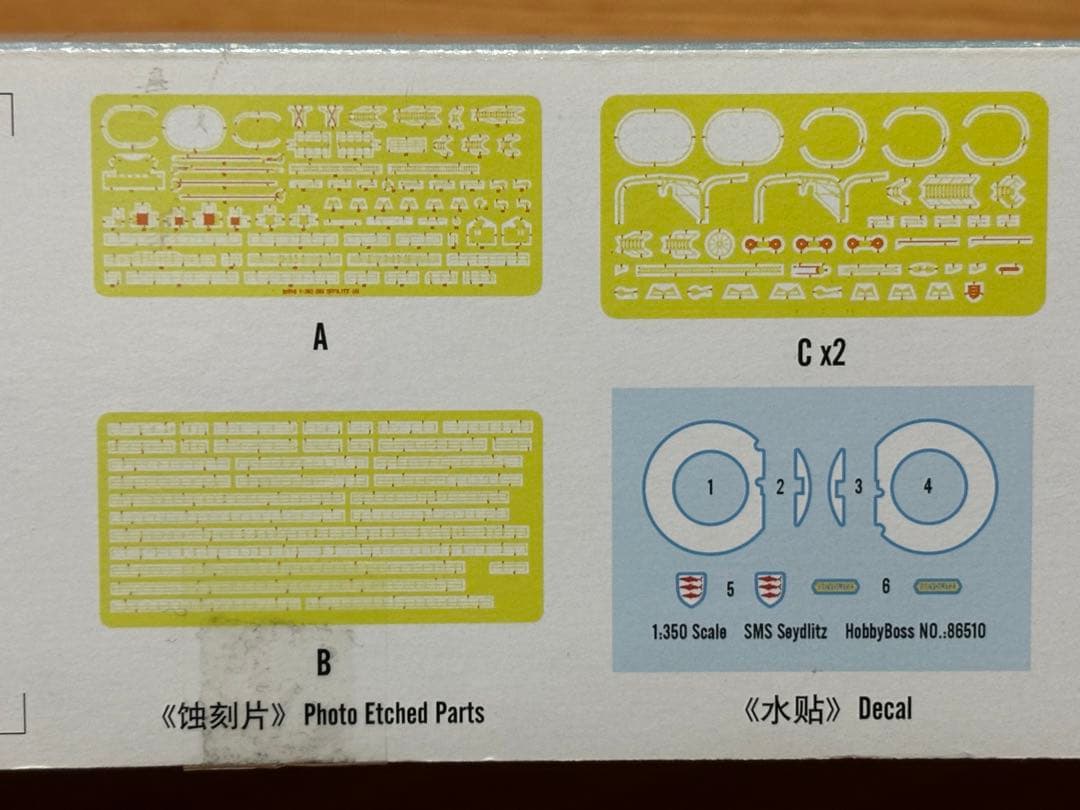 A
C x2
1
2
3
4
5
6
1:350 Scale SMS Seydlitz HobbyBoss NO.:86510
B
《蚀刻片》 Photo Etched Parts
《水贴》 Decal